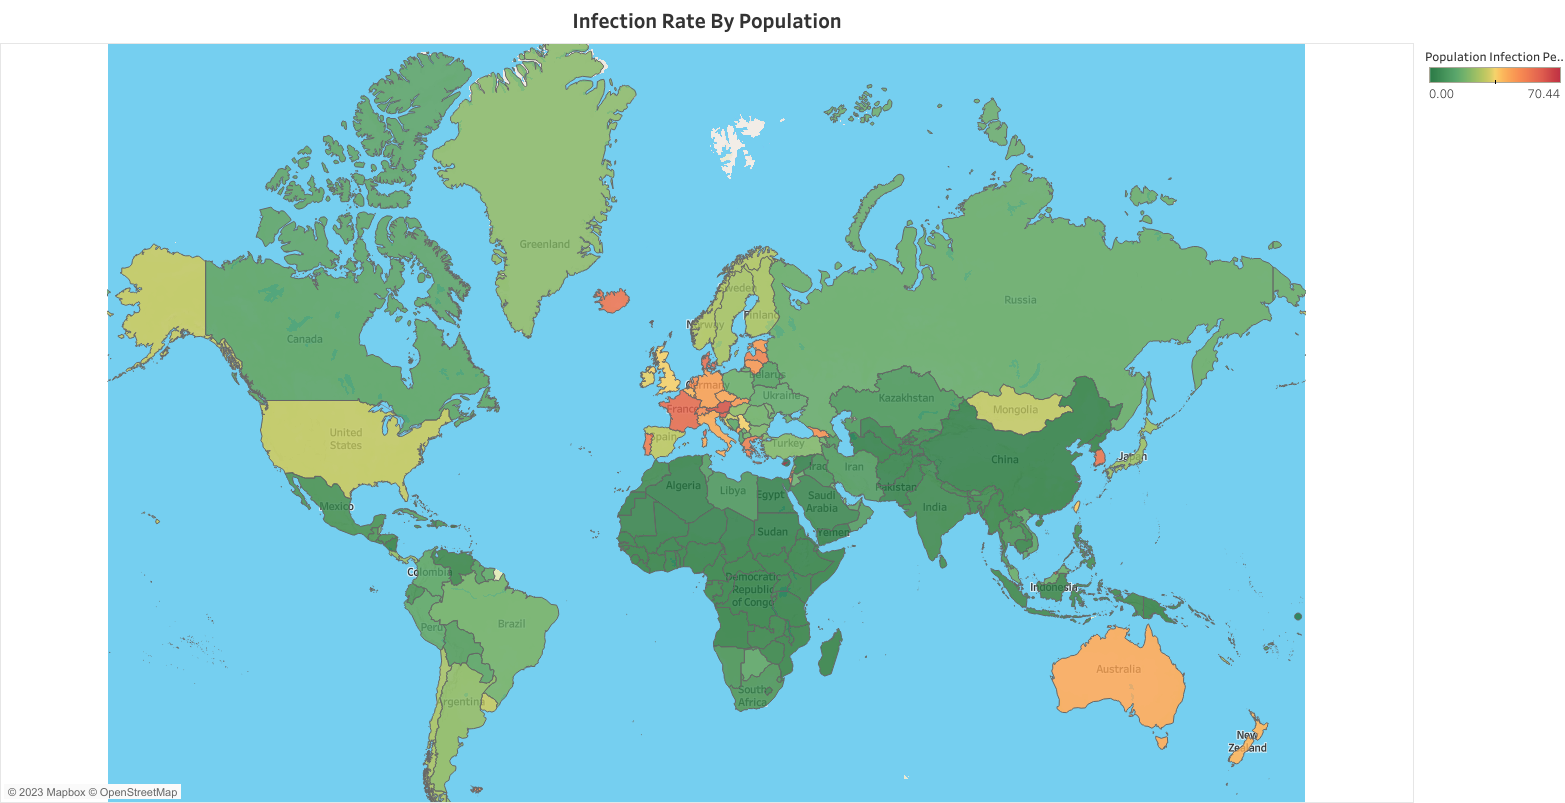 Infection Rate By Population
Population Infection Pe..
0.00
70.44
Greenland
Sweden
Finland
Norway
Russia
Canada
Belarus
Germany
Ukraine
Kazakhstan
France
Mongolia
United
States
Spain
Turkey
Japan
China
Iraq
Iran
Algeria
Libya
Egypt
Pakistan
Saudi
Arabia
India
Mexico
Sudan
Yemen
Colombia
Democratic
Republic
of Congo
Indonesia
Peru
Brazil
Australia
South
Africa
Argentina
New
Zealand
© 2023 Mapbox © OpenStreetMap